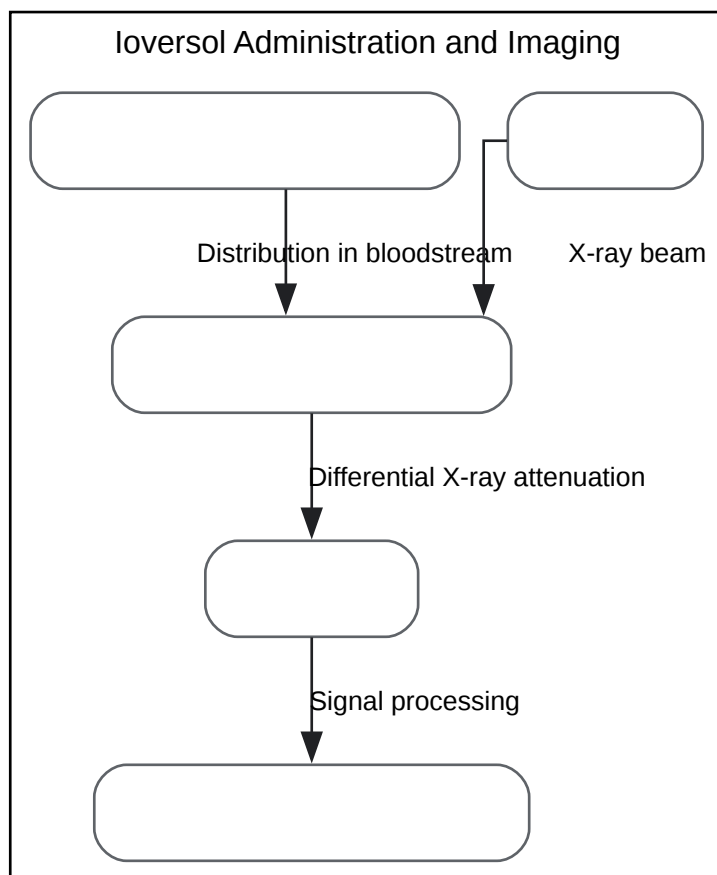 Ioversol Administration and Imaging
Distribution in bloodstream
X-ray beam
Differential X-ray attenuation
Signal processing